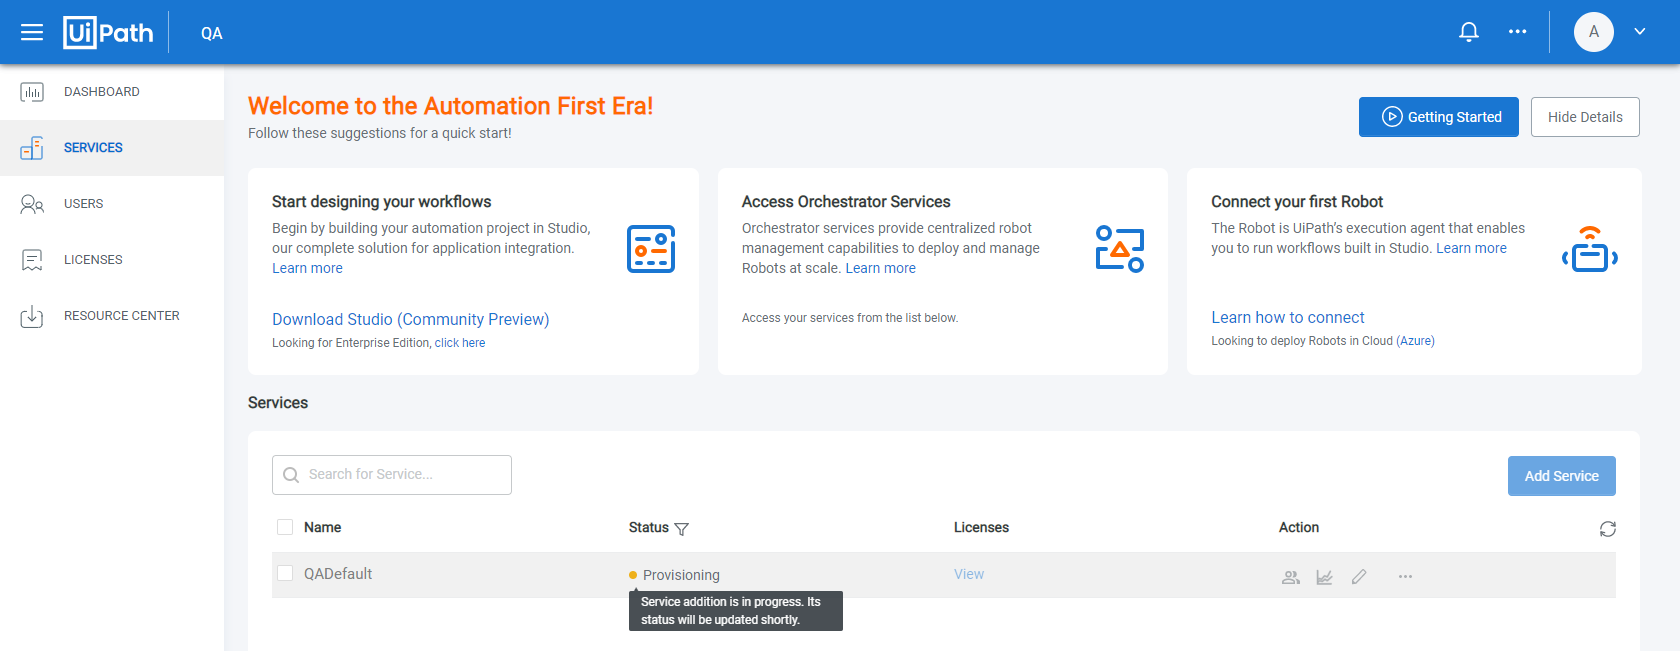 UiPath QA A
DASHBOARD
SERVICES
USERS
LICENSES
RESOURCE CENTER
Welcome to the Automation First Era!
Follow these suggestions for a quick start!
Getting Started
Hide Details
Start designing your workflows
Begin by building your automation project in Studio,
our complete solution for application integration.
Learn more
Download Studio (Community Preview)
Looking for Enterprise Edition, click here
Access Orchestrator Services
Orchestrator services provide centralized robot
management capabilities to deploy and manage
Robots at scale. Learn more
Access your services from the list below.
Connect your first Robot
The Robot is UiPath's execution agent that enables
you to run workflows built in Studio. Learn more
Learn how to connect
Looking to deploy Robots in Cloud (Azure)
Services
Search for Service...
Add Service
Name Status Licenses Action
QADefault Provisioning View
Service addition is in progress. Its
status will be updated shortly.